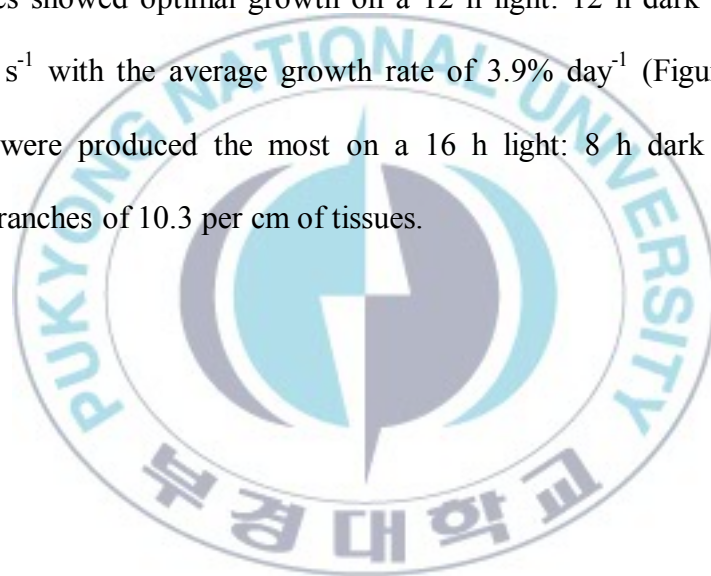 es showed optimal growth on a 12 h light: 12 h dark
s-1 with the average growth rate of 3.9% day-1 (Figur
were produced the most on a 16 h light: 8 h dark
ranches of 10.3 per cm of tissues.
PUKYONG NATIONAL UNIVERSITY
부경대학교